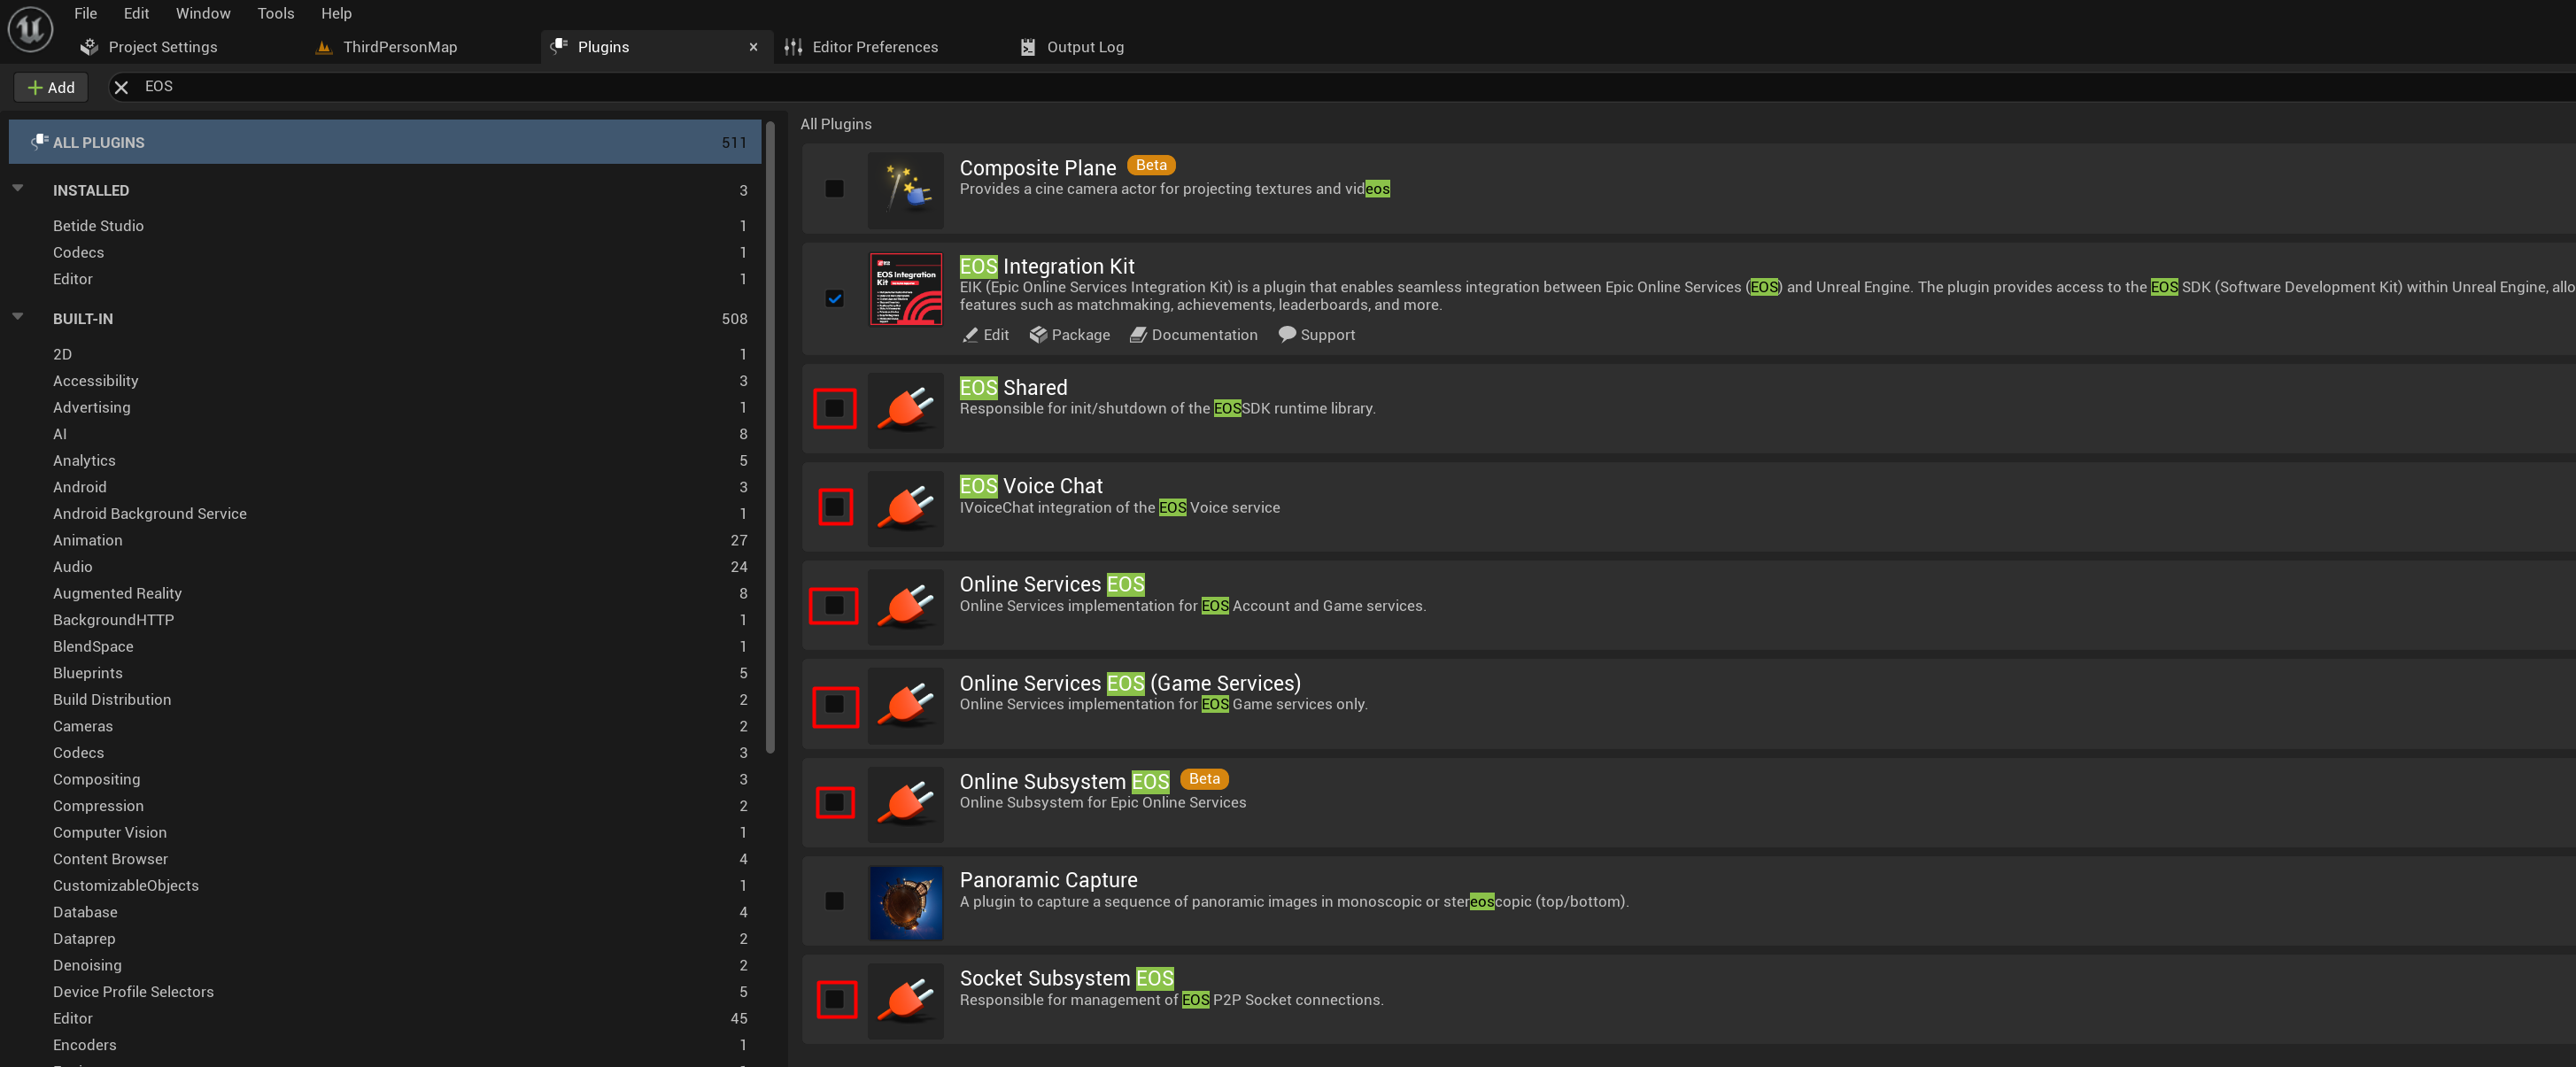 File Edit Window Tools Help
Project Settings ThirdPersonMap Plugins Editor Preferences Output Log
Add EOS
ALL PLUGINS 511
INSTALLED 3
Betide Studio 1
Codecs 1
Editor 1
BUILT-IN 508
2D 1
Accessibility 3
Advertising 1
AI 8
Analytics 5
Android 3
Android Background Service 1
Animation 27
Audio 24
Augmented Reality 8
BackgroundHTTP 1
BlendSpace 1
Blueprints 5
Build Distribution 2
Cameras 2
Codecs 3
Compositing 3
Compression 2
Computer Vision 1
Content Browser 4
CustomizableObjects 1
Database 4
Dataprep 2
Denoising 2
Device Profile Selectors 5
Editor 45
Encoders 1
All Plugins
Composite Plane Beta
Provides a cine camera actor for projecting textures and videos
EOS Integration
Kit
EOS Integration Kit
EIK (Epic Online Services Integration Kit) is a plugin that enables seamless integration between Epic Online Services (EOS) and Unreal Engine. The plugin provides access to the EOS SDK (Software Development Kit) within Unreal Engine, allo
features such as matchmaking, achievements, leaderboards, and more.
Edit Package Documentation Support
EOS Shared
Responsible for init/shutdown of the EOSSDK runtime library.
EOS Voice Chat
IVoiceChat integration of the EOS Voice service
Online Services EOS
Online Services implementation for EOS Account and Game services.
Online Services EOS (Game Services)
Online Services implementation for EOS Game services only.
Online Subsystem EOS Beta
Online Subsystem for Epic Online Services
Panoramic Capture
A plugin to capture a sequence of panoramic images in monoscopic or stereoscopic (top/bottom).
Socket Subsystem EOS
Responsible for management of EOS P2P Socket connections.